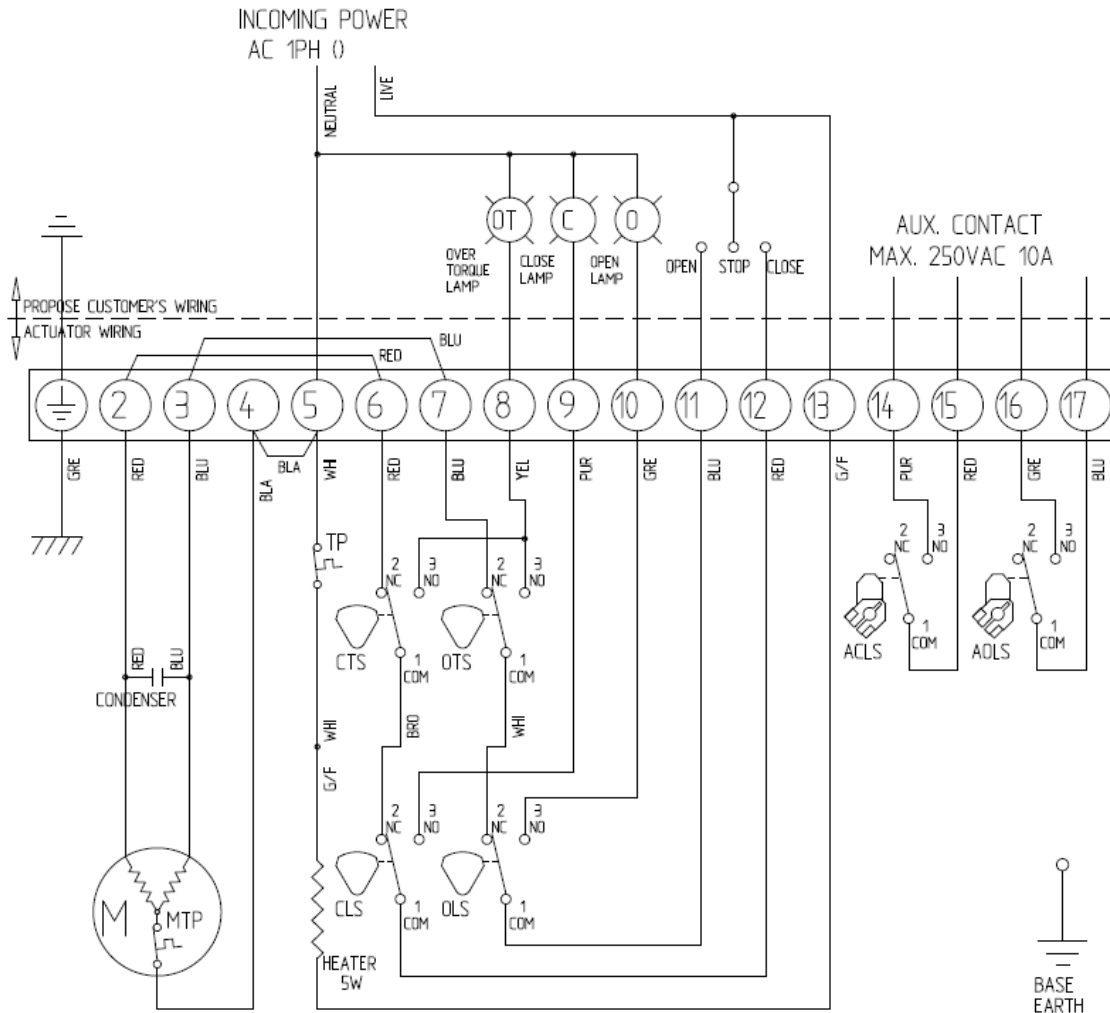 INCOMING POWER
AC 1PH ()
NEUTRAL
LIVE
OT
C
O
OVER
TORQUE
LAMP
CLOSE
LAMP
OPEN
LAMP
OPEN
STOP
CLOSE
AUX. CONTACT
MAX. 250VAC 10A
PROPOSE CUSTOMER'S WIRING
ACTUATOR WIRING
BLU
RED
2
3
4
5
6
7
8
9
10
11
12
13
14
15
16
17
GRE
RED
BLU
BLA
BLA
WHI
RED
BLU
YEL
PUR
GRE
BLU
RED
G/F
PUR
RED
GRE
BLU
TP
2
NC
3
NO
2
NC
3
NO
2
NC
3
NO
2
NC
3
NO
CTS
1
COM
OTS
1
COM
ACLS
1
COM
AOLS
1
COM
RED
BLU
CONDENSER
WHI
G/F
BRO
WHI
2
NC
3
NO
2
NC
3
NO
M
MTP
CLS
1
COM
OLS
1
COM
HEATER
5W
BASE
EARTH